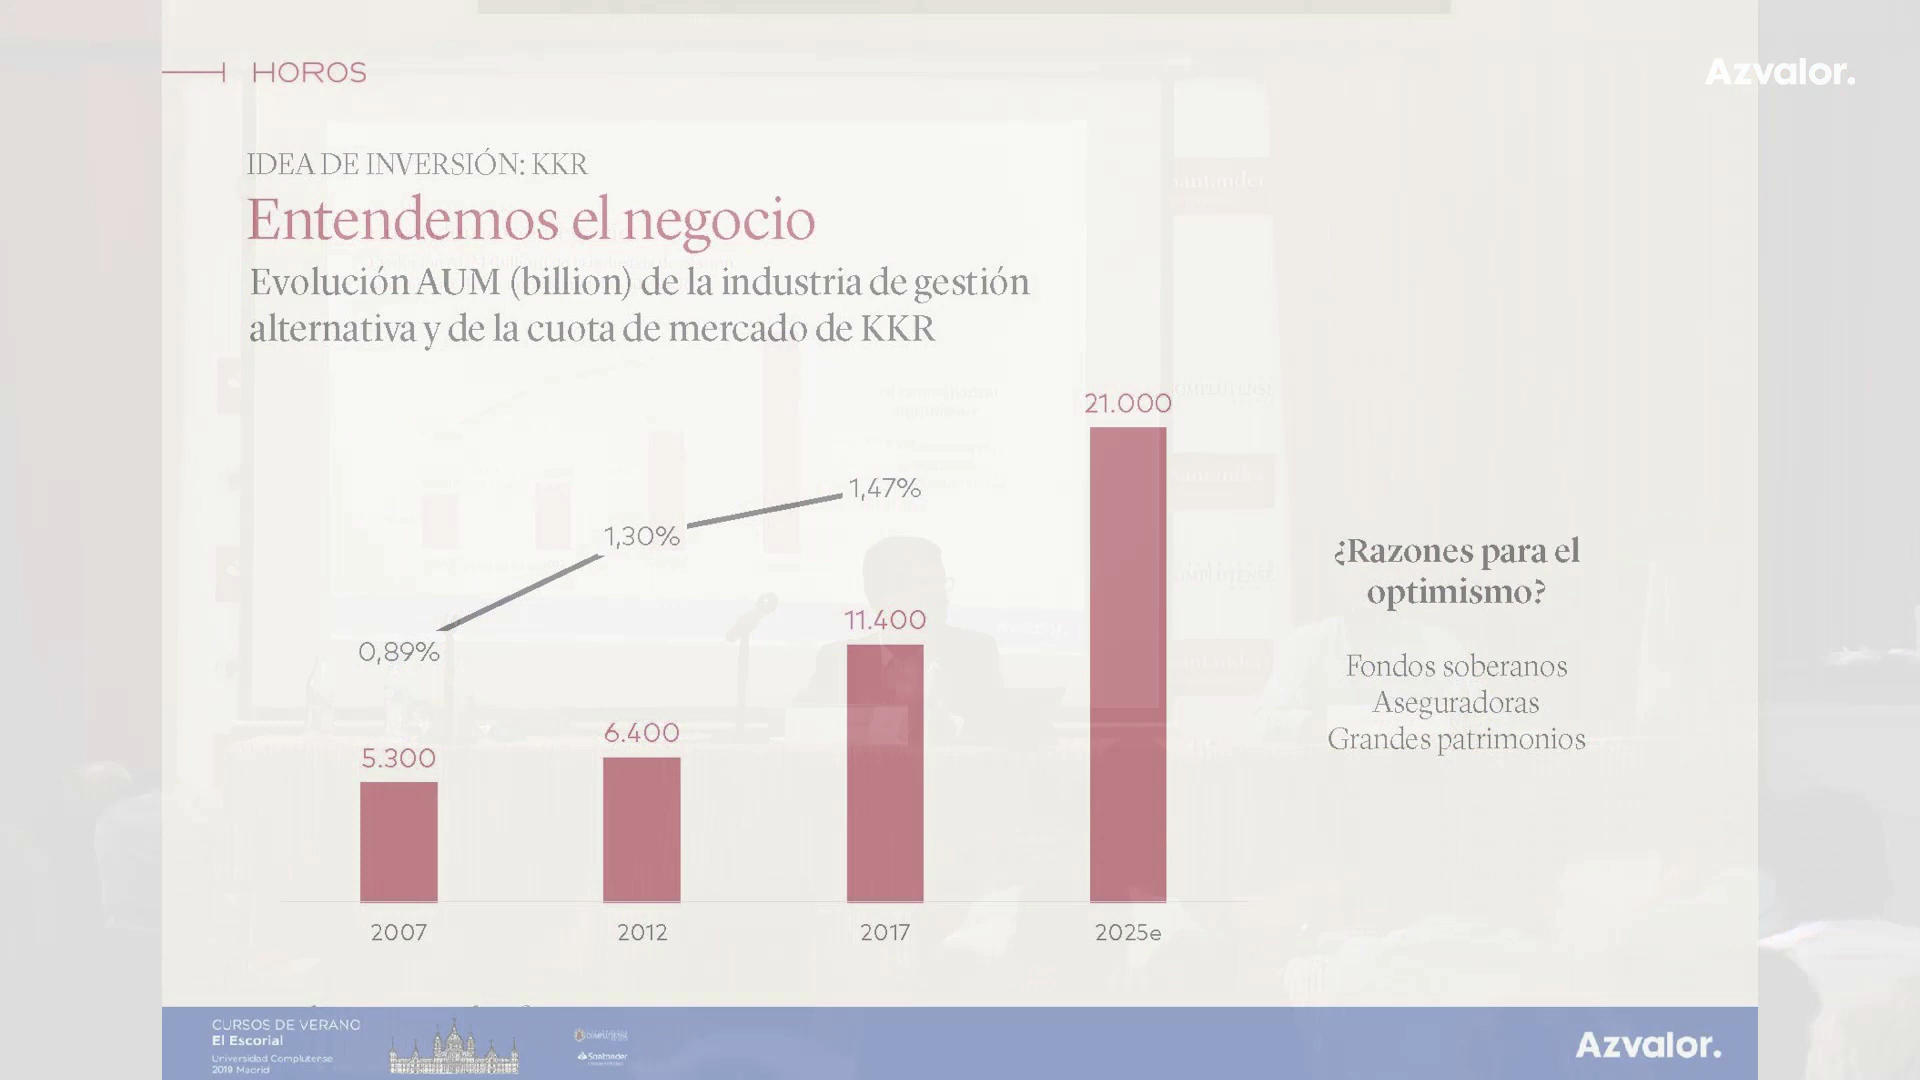 HOROS
Azvalor.
IDEA DE INVERSIÓN: KKR
Entendemos el negocio
Evolución AUM (billion) de la industria de gestión
alternativa y de la cuota de mercado de KKR
santander
21.000
1,47%
1,30%
0,89%
11.400
6.400
5.300
2007
2012
2017
2025e
¿Razones para el
optimismo?
Fondos soberanos
Aseguradoras
Grandes patrimonios
CURSOS DE VERANO
El Escorial
Universidad Complutense
2019 Madrid
COMPLUTENSE
Santander
Azvalor.